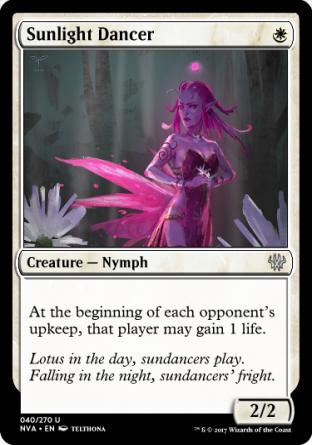 Sunlight Dancer
Creature — Nymph
At the beginning of each opponent's
upkeep, that player may gain 1 life.
Lotus in the day, sundancers play.
Falling in the night, sundancers' fright.
2/2
040/270 U
NVA • EN TELTHONA
™ & © 2017 Wizards of the Coast